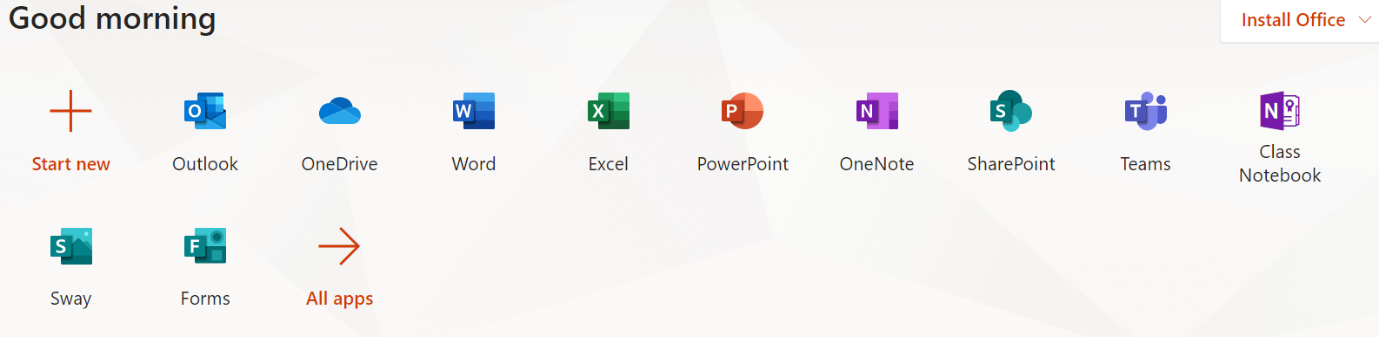 Good morning
Install Office
Start new
Outlook
OneDrive
Word
Excel
PowerPoint
OneNote
SharePoint
Teams
Class
Notebook
Sway
Forms
All apps